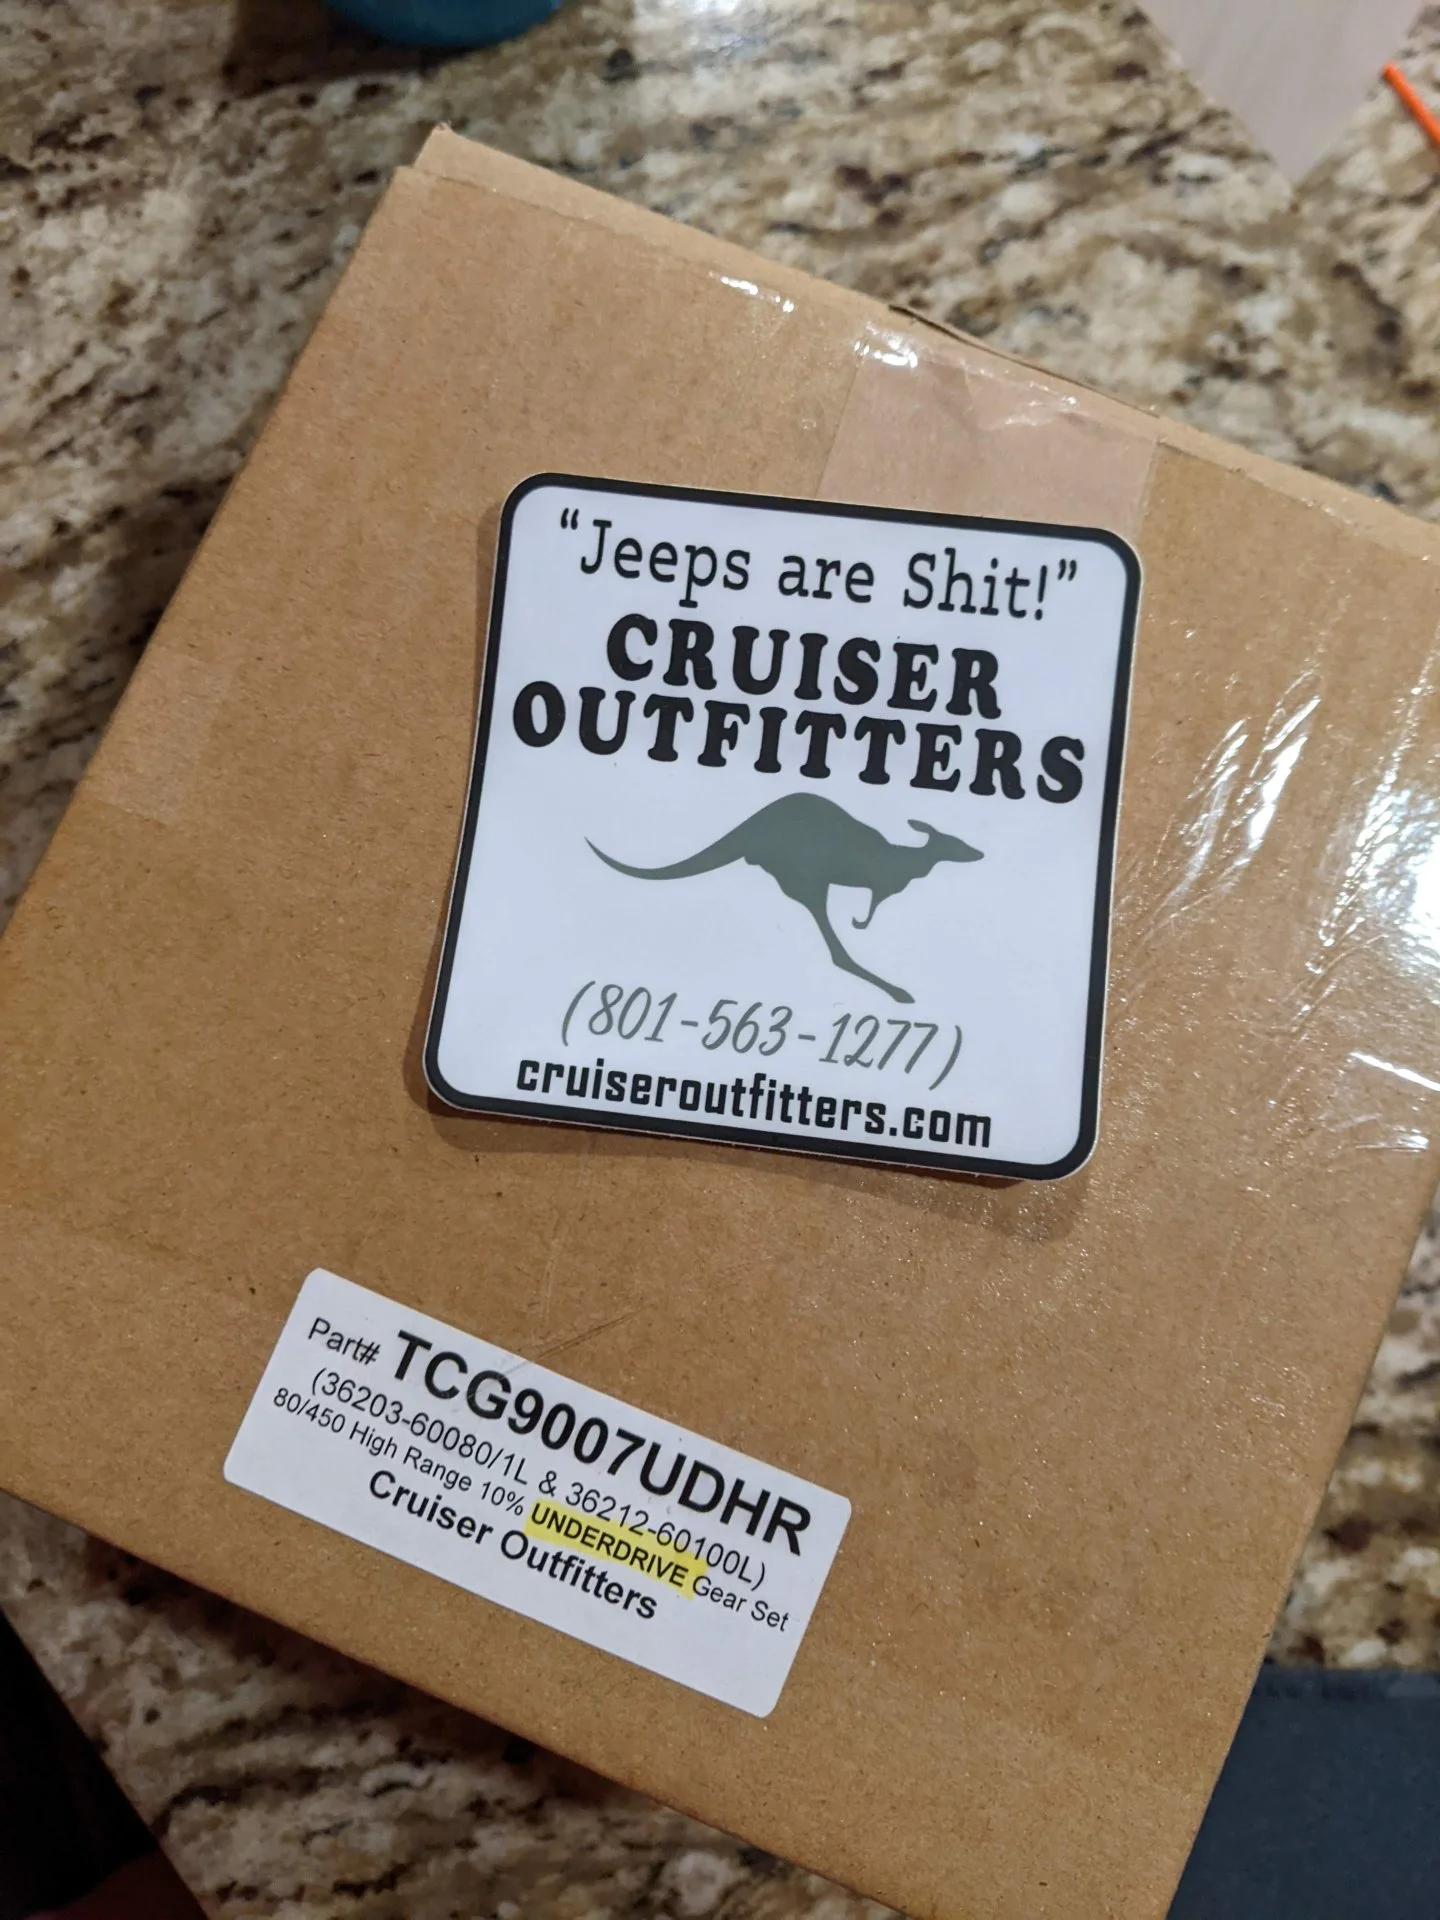 “Jeeps are Shit!”
CRUISER
OUTFITTERS
(801-563-1277)
cruiseroutfitters.com
Part# TCG9007UDHR
(36203-60080/1L & 36212-60100L)
80/450 High Range 10% UNDERDRIVE Gear Set
Cruiser Outfitters